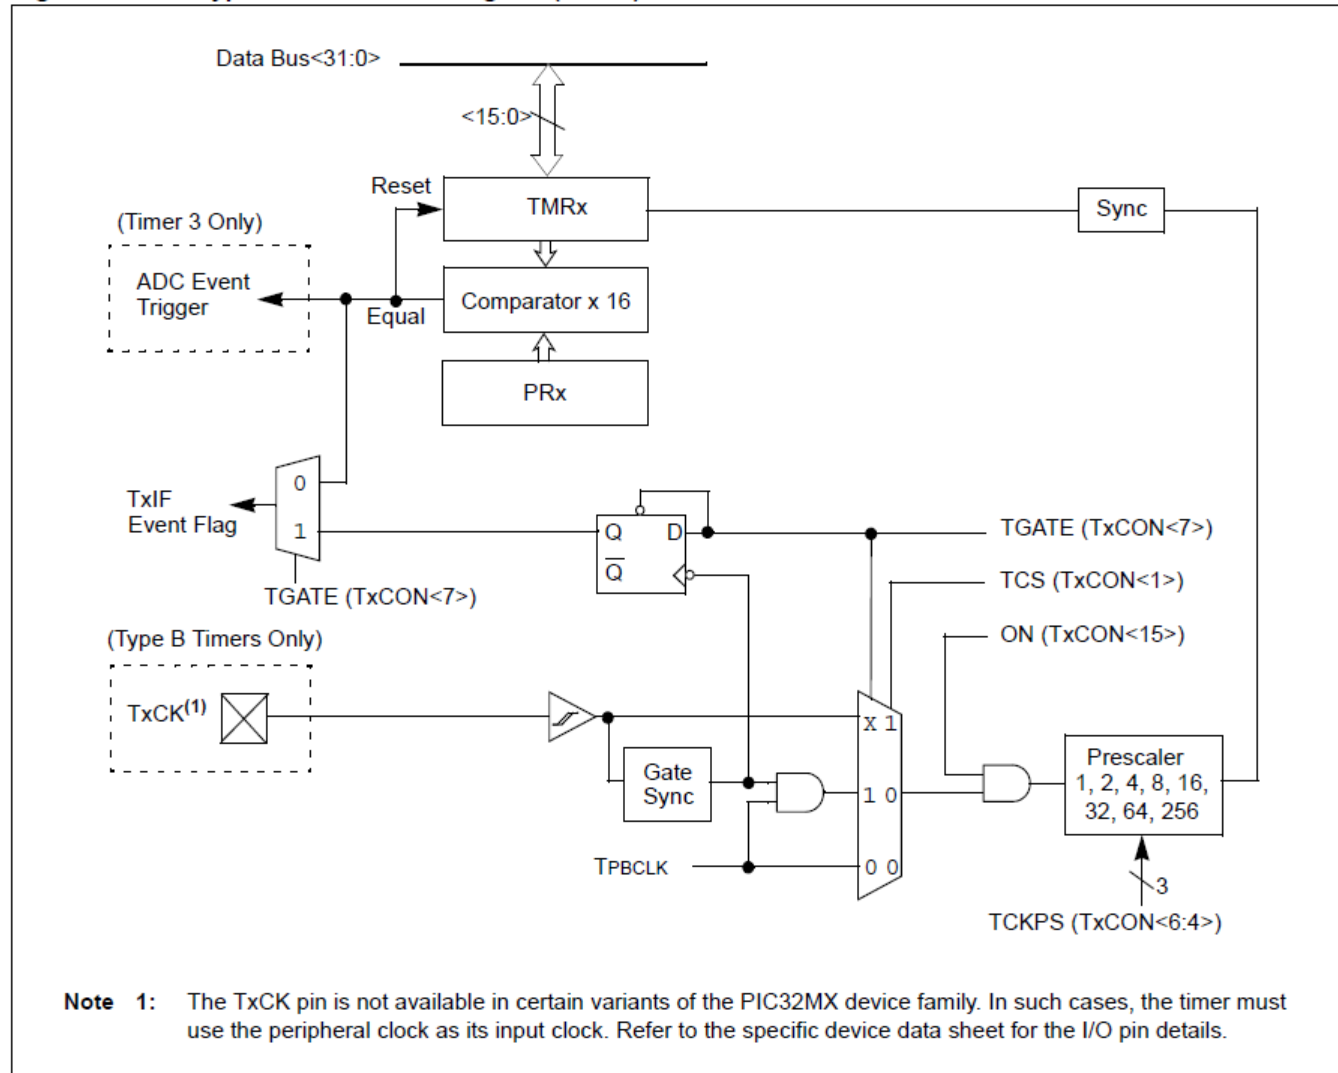 Data Bus<31:0>
<15:0>
Reset
TMRx
Sync
(Timer 3 Only)
ADC Event
Trigger
Equal
Comparator x 16
PRx
0
TxIF
Event Flag
1
Q
D
Q
TGATE (TxCON<7>)
TCS (TxCON<1>)
TGATE (TxCON<7>)
ON (TxCON<15>)
(Type B Timers Only)
TxCK(1)
X 1
Gate
Sync
1 0
Prescaler
1, 2, 4, 8, 16,
32, 64, 256
TPBCLK
0 0
3
TCKPS (TxCON<6:4>)
Note 1: The TxCK pin is not available in certain variants of the PIC32MX device family. In such cases, the timer must
use the peripheral clock as its input clock. Refer to the specific device data sheet for the I/O pin details.